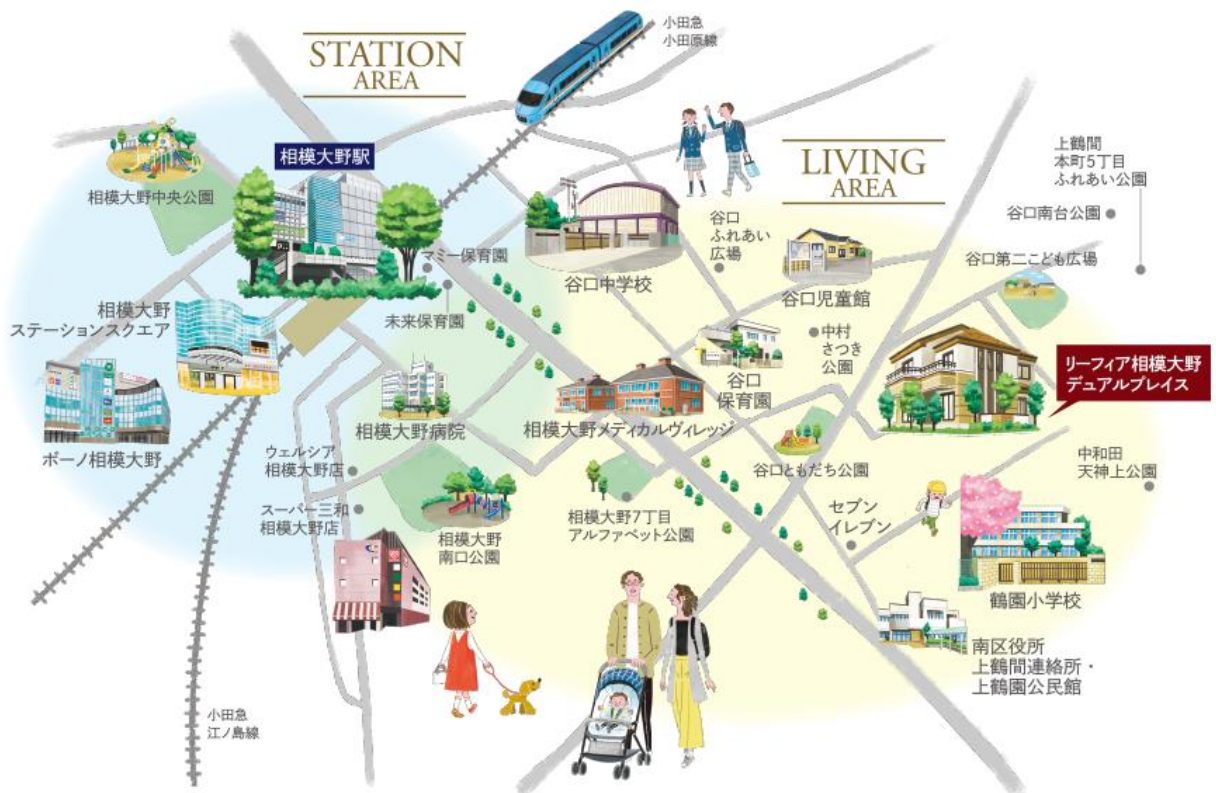 小田急
小田原線
STATION
AREA
相模大野駅
相模大野中央公園
LIVING
AREA
上鶴間
本町5丁目
ふれあい公園
谷口南台公園
谷口
ふれあい
広場
谷口第二こども広場
マミー保育園
谷口中学校
谷口児童館
相模大野
ステーションスクエア
未来保育園
中村
さつき
公園
リーフィア相模大野
デュアルプレイス
谷口
保育園
相模大野病院
相模大野メディカルヴィレッジ
ボーノ相模大野
ウェルシア
相模大野店
谷口ともだち公園
中和田
天神上公園
スーパー三和
相模大野店
相模大野
南口公園
相模大野7丁目
アルファベット公園
セブン
イレブン
鶴園小学校
南区役所
上鶴間連絡所・
上鶴園公民館
小田急
江ノ島線